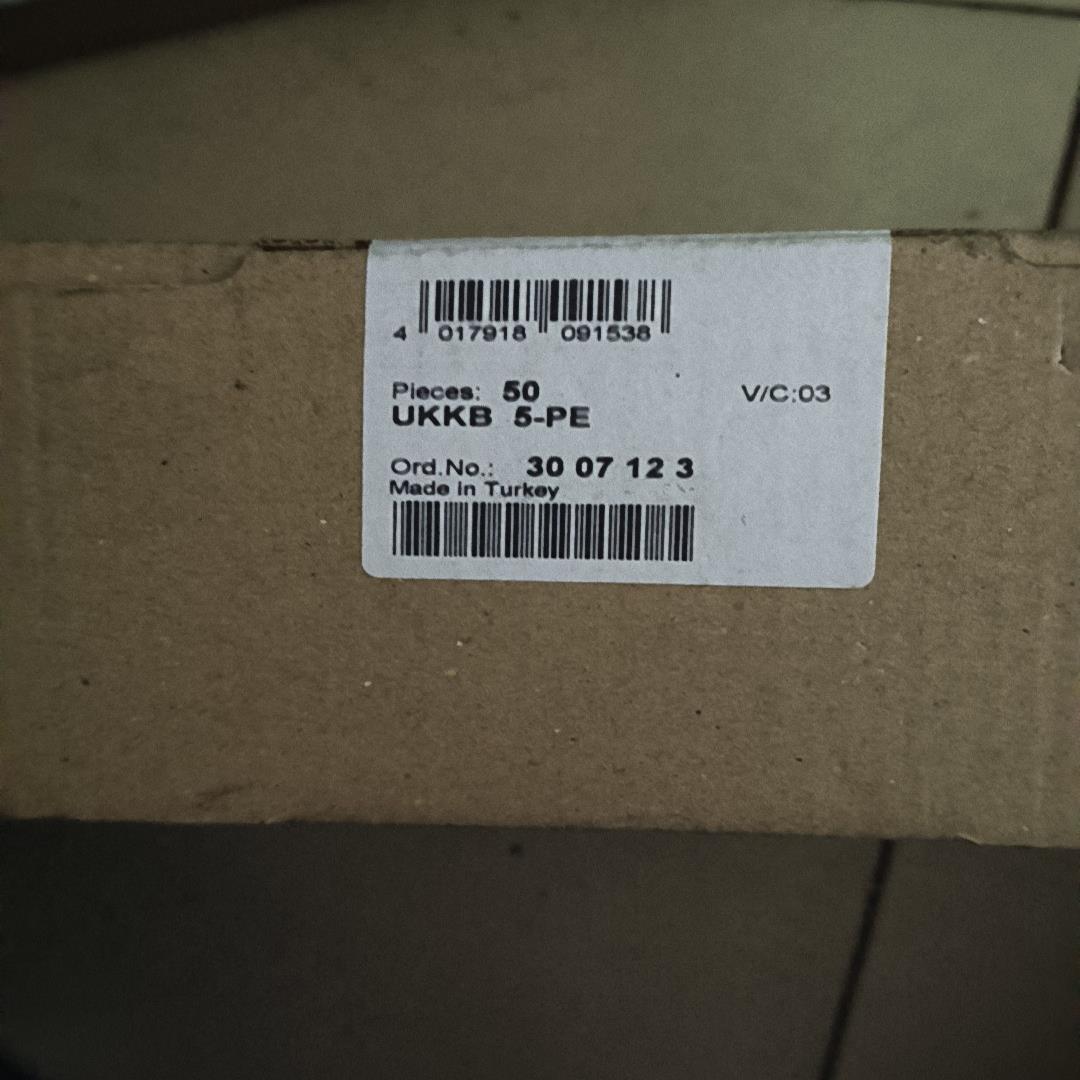 4 017918 091538
Pieces: 50 V/C:03
UKKB 5-PE
Ord.No.: 30 07 12 3
Made in Turkey